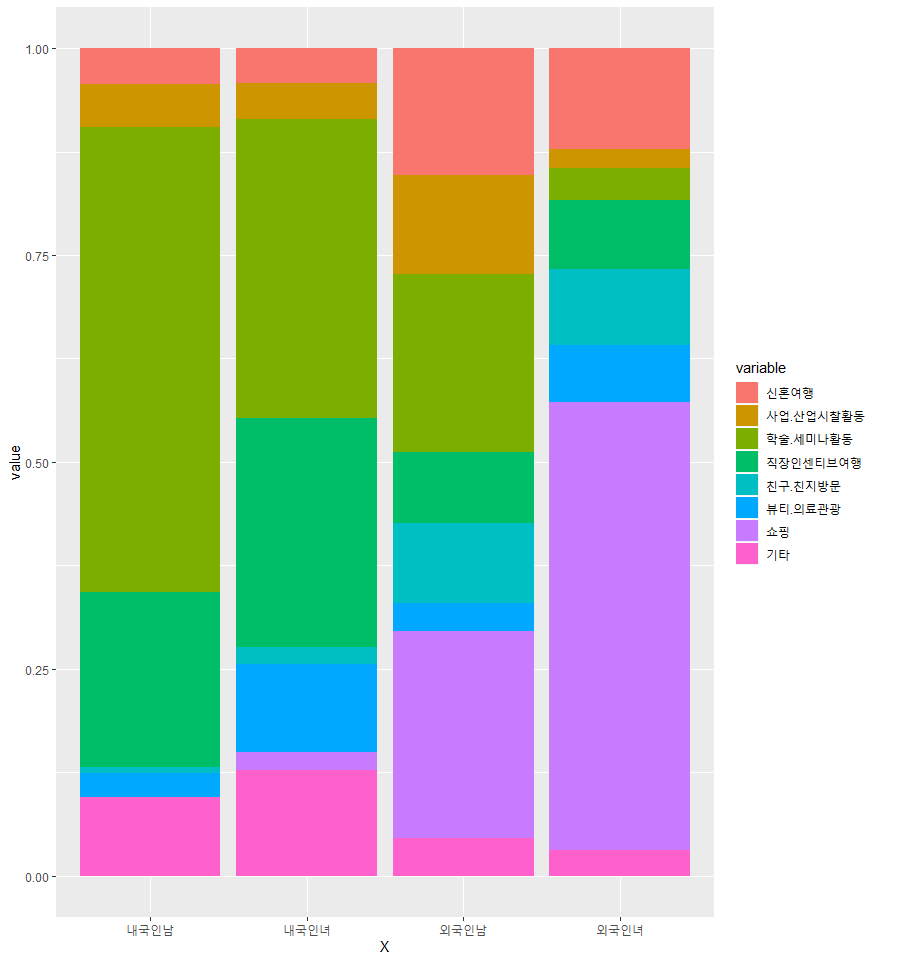 1.00
0.75
0.50
0.25
0.00
value
내국인남
내국인녀
외국인남
외국인녀
X
variable
신혼여행
사업.산업시찰활동
학술.세미나활동
직장인센티브여행
친구.친지방문
뷰티.의료관광
쇼핑
기타